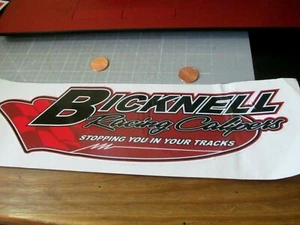 BICKNELL
Racing Calipers
STOPPING YOU IN YOUR TRACKS